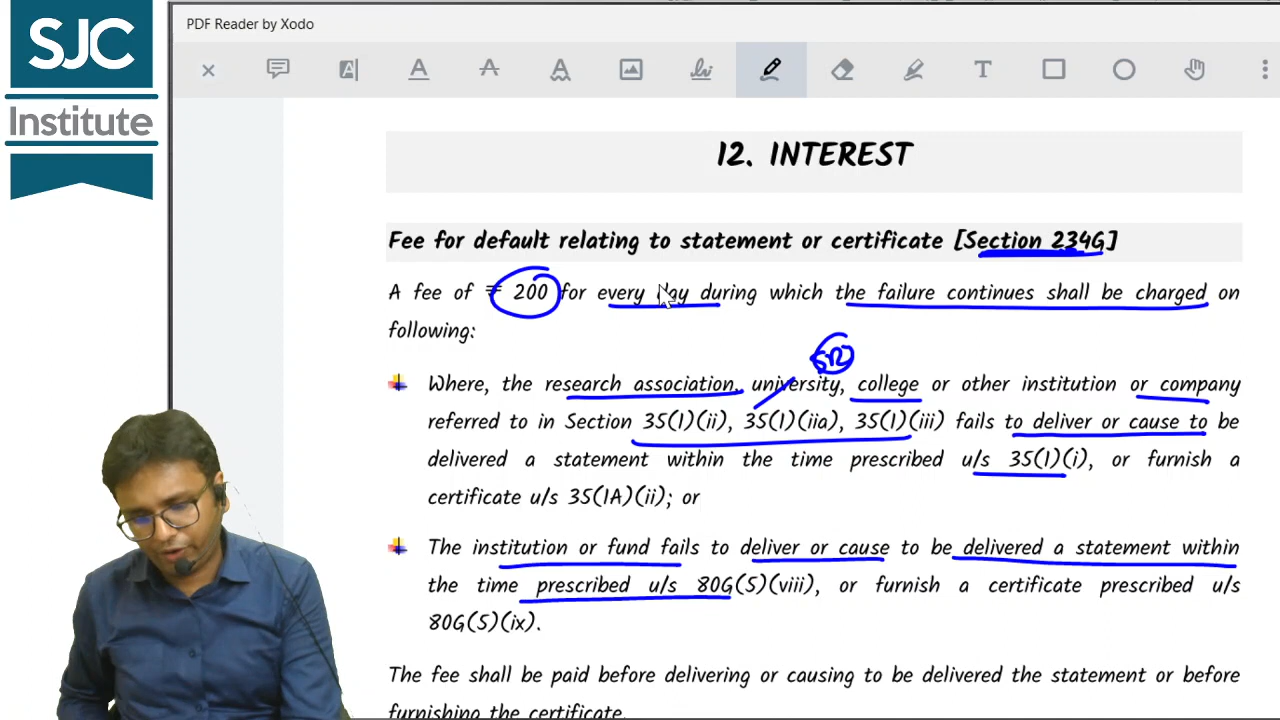 SJC
Institute
PDF Reader by Xodo
12. INTEREST
Fee for default relating to statement or certificate [Section 234G]
A fee of ₹ 200 for every day during which the failure continues shall be charged on
following:
Where, the research association, university, college or other institution or company
referred to in Section 35(1)(ii), 35(1)(iia), 35(1)(iii) fails to deliver or cause to be
delivered a statement within the time prescribed u/s 35(1)(i), or furnish a
certificate u/s 35(1A)(ii); or
The institution or fund fails to deliver or cause to be delivered a statement within
the time prescribed u/s 80G(5)(viii), or furnish a certificate prescribed u/s
80G(5)(ix).
The fee shall be paid before delivering or causing to be delivered the statement or before
furnishing the certificate.